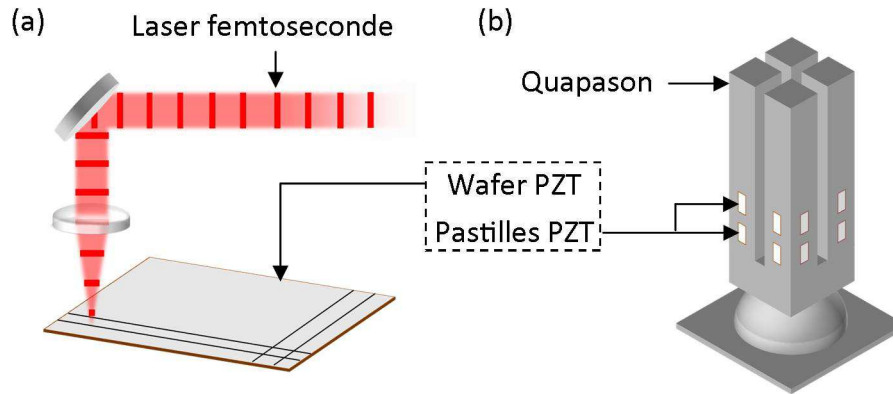 (a)
Laser femtoseconde
(b)
Quapason
Wafer PZT
Pastilles PZT